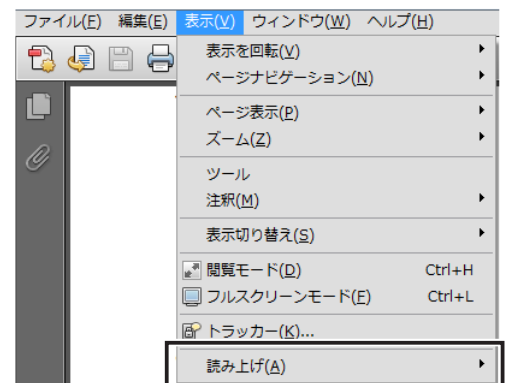 ファイル(F) 編集(E) 表示(V) ウィンドウ(W) ヘルプ(H)
表示を回転(V)
ページナビゲーション(N)
ページ表示(P)
ズーム(Z)
ツール
注釈(M)
表示切り替え(S)
閲覧モード(D) Ctrl+H
フルスクリーンモード(F) Ctrl+L
トラッカー(K)...
読み上げ(A)